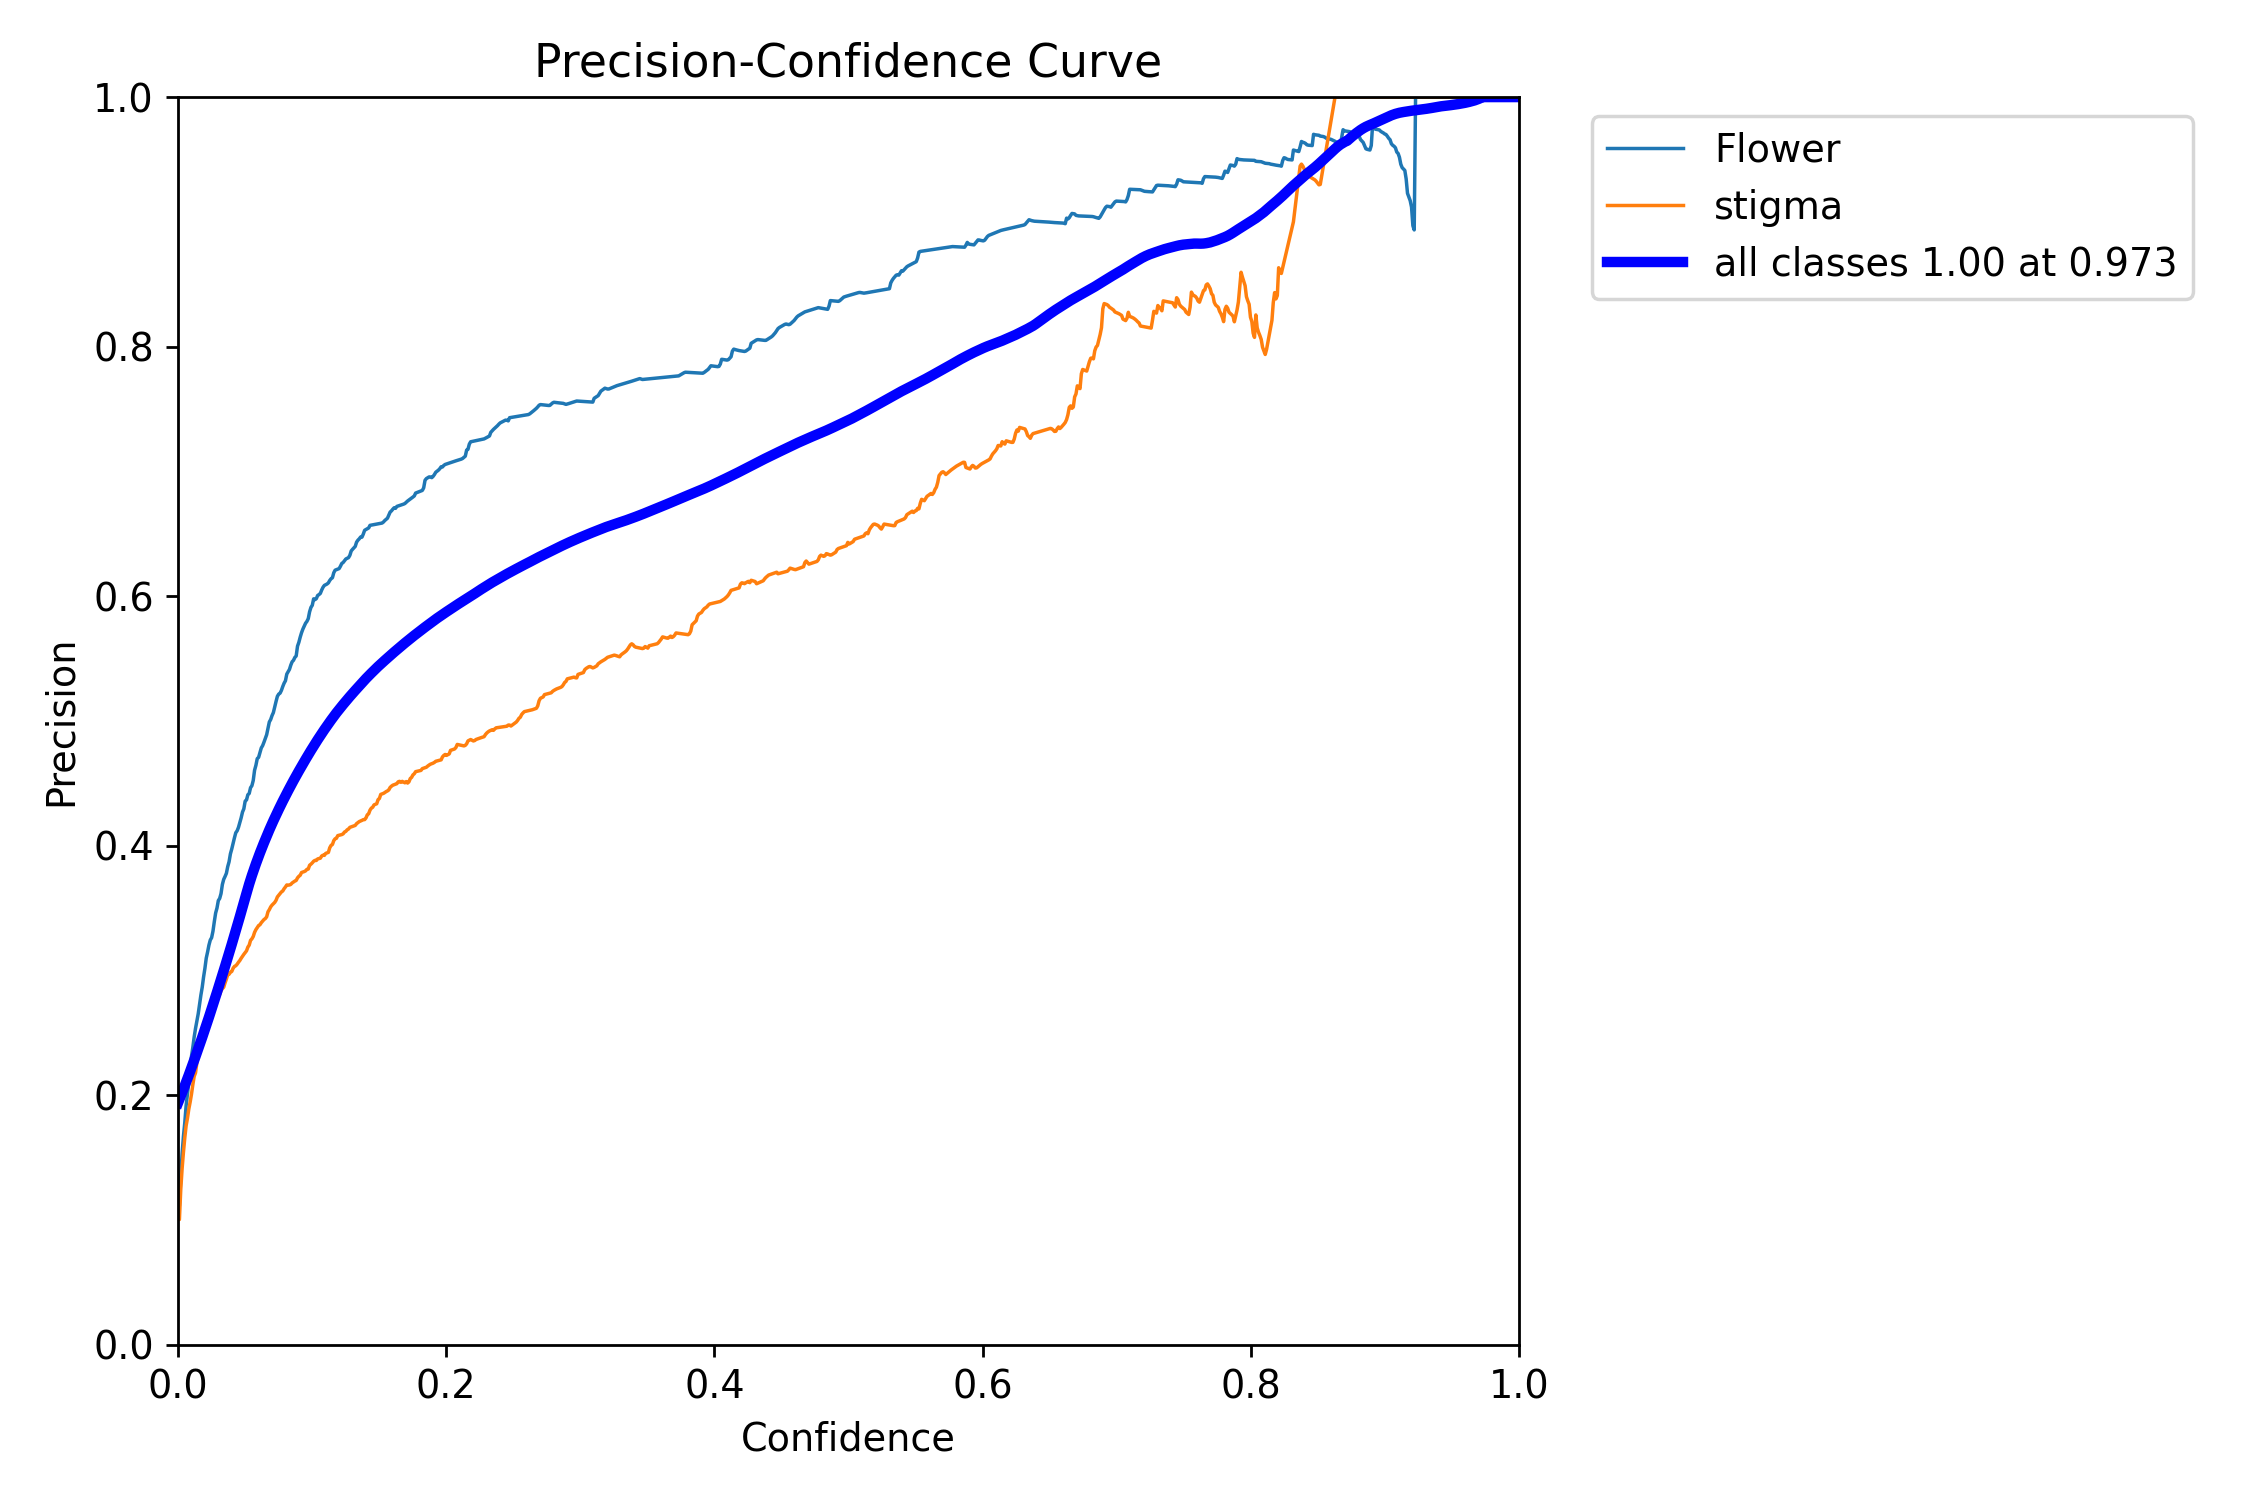 Precision-Confidence Curve
1.0
0.8
0.6
0.4
0.2
0.0
Precision
0.0 0.2 0.4 0.6 0.8 1.0
Confidence
Flower
stigma
all classes 1.00 at 0.973